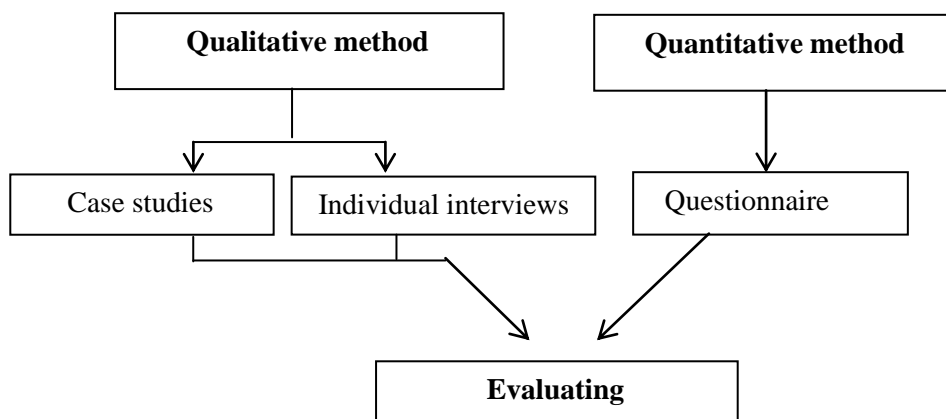 Qualitative method
Quantitative method
Case studies
Individual interviews
Questionnaire
Evaluating